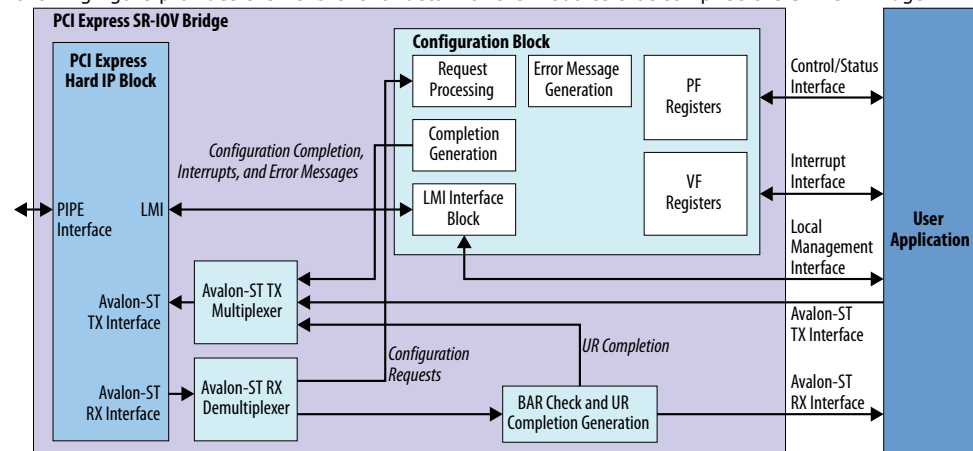 PCI Express SR-IOV Bridge
PCI Express
Hard IP Block
Configuration Block
Request
Processing
Error Message
Generation
PF
Registers
Control/Status
Interface
Completion
Generation
Configuration Completion,
Interrupts, and Error Messages
VF
Registers
Interrupt
Interface
PIPE
Interface
LMI
LMI Interface
Block
User
Application
Local
Management
Interface
Avalon-ST
TX Interface
Avalon-ST TX
Multiplexer
Avalon-ST
TX Interface
UR Completion
Configuration
Requests
Avalon-ST
RX Interface
Avalon-ST RX
Demultiplexer
BAR Check and UR
Completion Generation
Avalon-ST
RX Interface